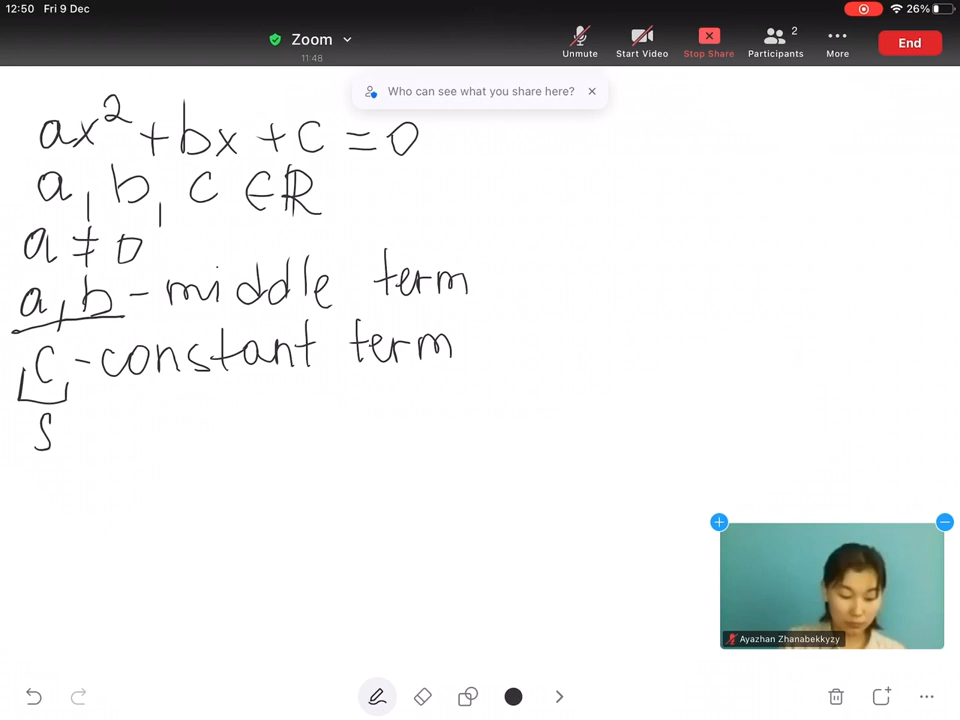 12:50 Fri 9 Dec
26%
Zoom
11:48
Unmute
Start Video
Stop Share
Participants
2
More
End
Who can see what you share here?
ax² + bx + c = 0
a, b, c ∈ ℝ
a ≠ 0
a, b - middle term
c - constant term
S
Ayazhan Zhanabekkyzy